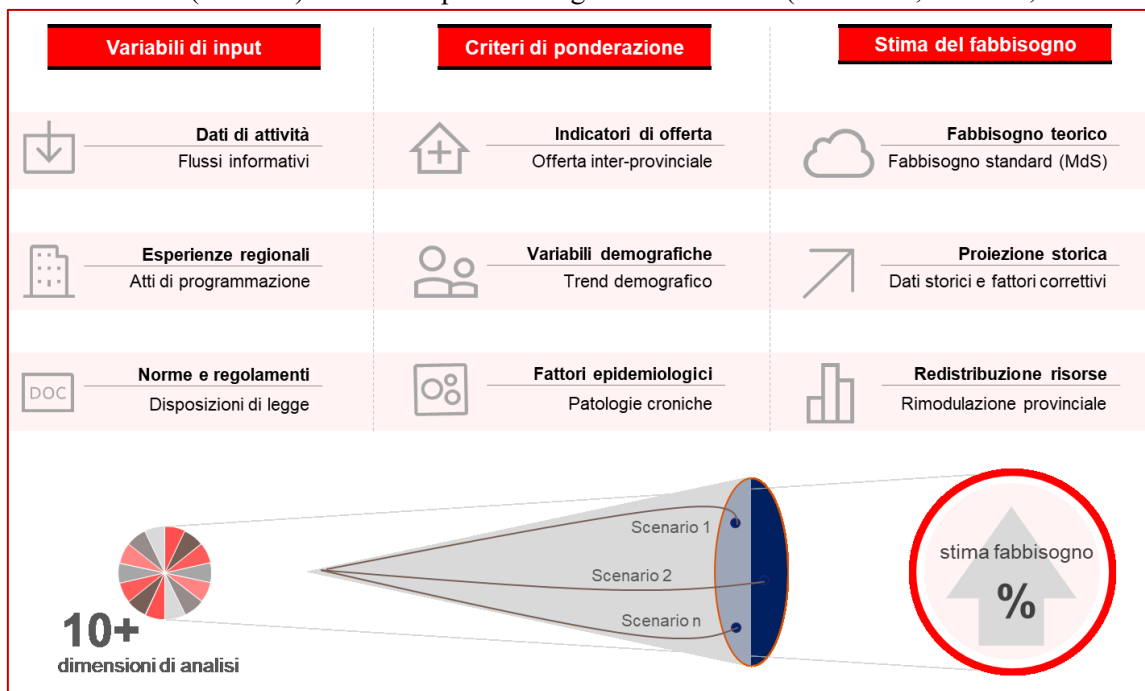 Variabili di input
Criteri di ponderazione
Stima del fabbisogno
Dati di attività
Flussi informativi
Indicatori di offerta
Offerta inter-provinciale
Fabbisogno teorico
Fabbisogno standard (MdS)
Esperienze regionali
Atti di programmazione
Variabili demografiche
Trend demografico
Proiezione storica
Dati storici e fattori correttivi
DOC
Norme e regolamenti
Disposizioni di legge
Fattori epidemiologici
Patologie croniche
Redistribuzione risorse
Rimodulazione provinciale
Scenario 1
Scenario 2
Scenario n
10+
dimensioni di analisi
stima fabbisogno
%